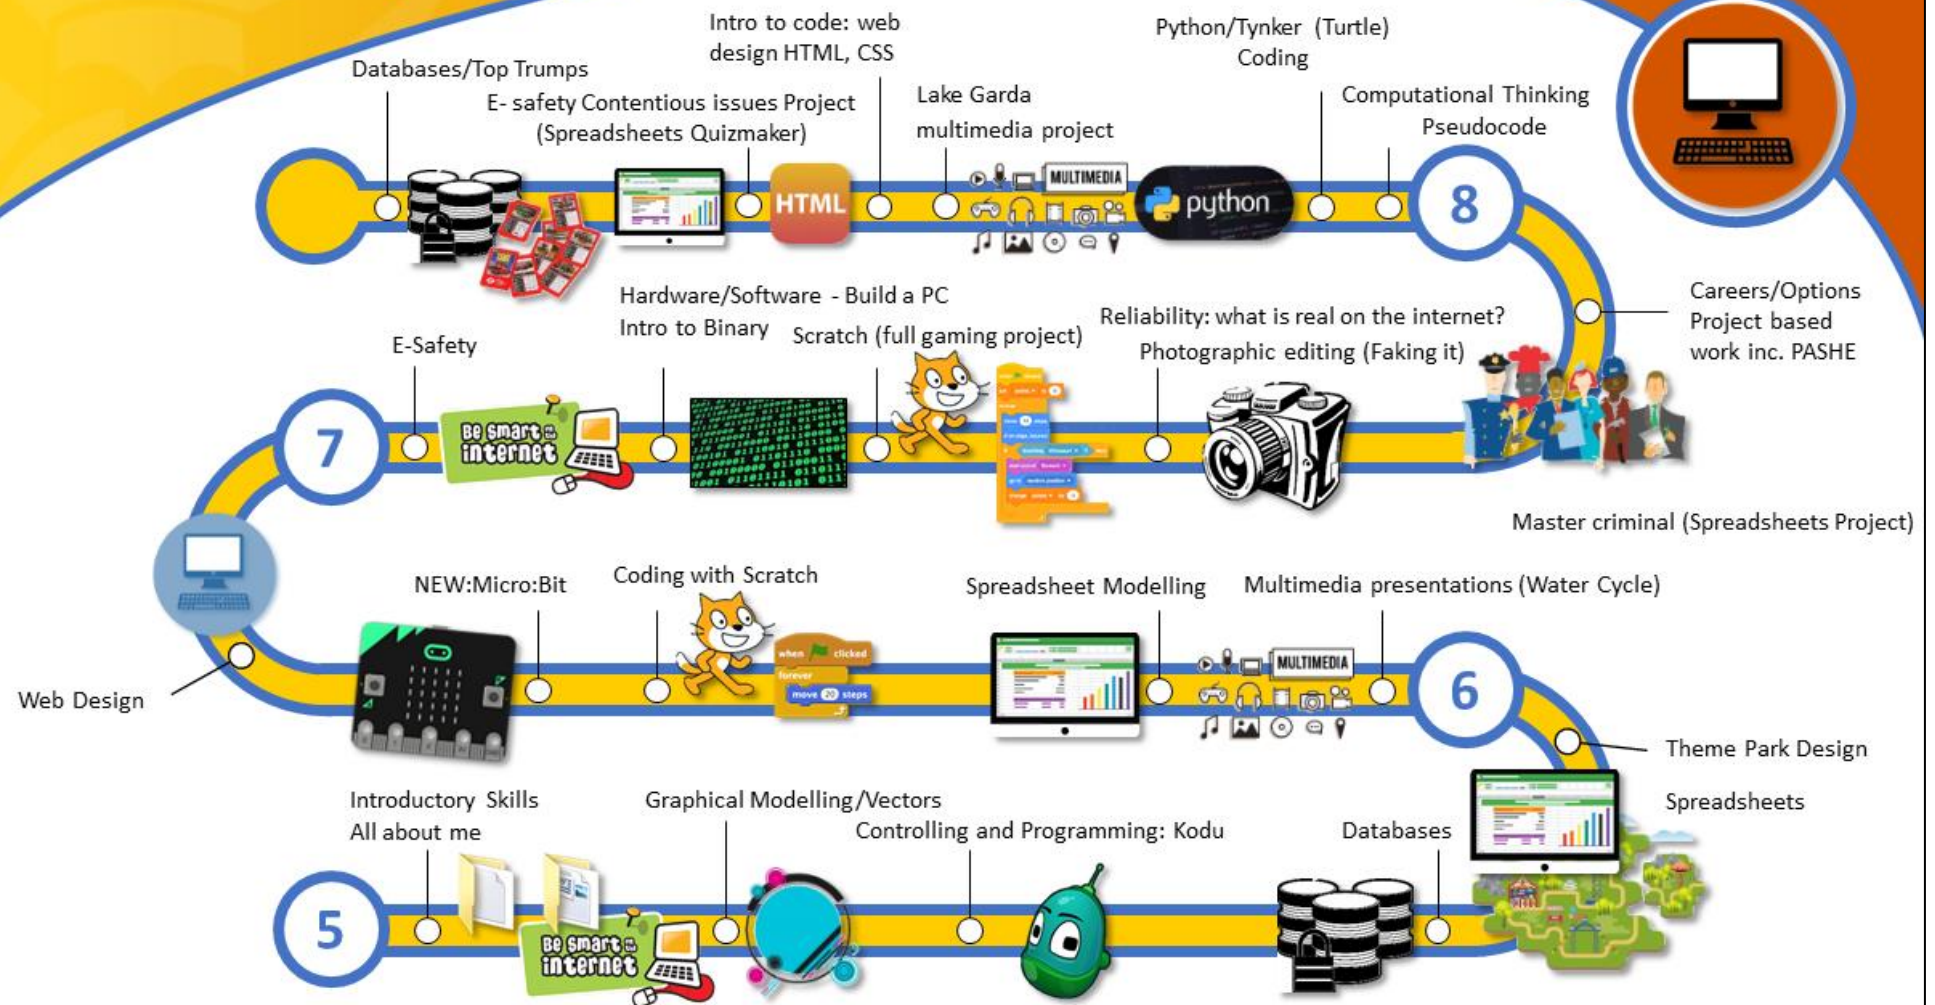 Intro to code: web
design HTML, CSS
Python/Tynker (Turtle)
Coding
Databases/Top Trumps
E- safety Contentious issues Project
(Spreadsheets Quizmaker)
Lake Garda
multimedia project
Computational Thinking
Pseudocode
HTML
MULTIMEDIA
python
8
Hardware/Software - Build a PC
Intro to Binary
Scratch (full gaming project)
Reliability: what is real on the internet?
Photographic editing (Faking it)
Careers/Options
Project based
work inc. PASHE
E-Safety
7
Be smart on the
internet
Master criminal (Spreadsheets Project)
NEW:Micro:Bit
Coding with Scratch
Spreadsheet Modelling
Multimedia presentations (Water Cycle)
when clicked
forever
move 20 steps
MULTIMEDIA
6
Web Design
Theme Park Design
Spreadsheets
Introductory Skills
All about me
Graphical Modelling/Vectors
Controlling and Programming: Kodu
Databases
5
Be smart on the
internet